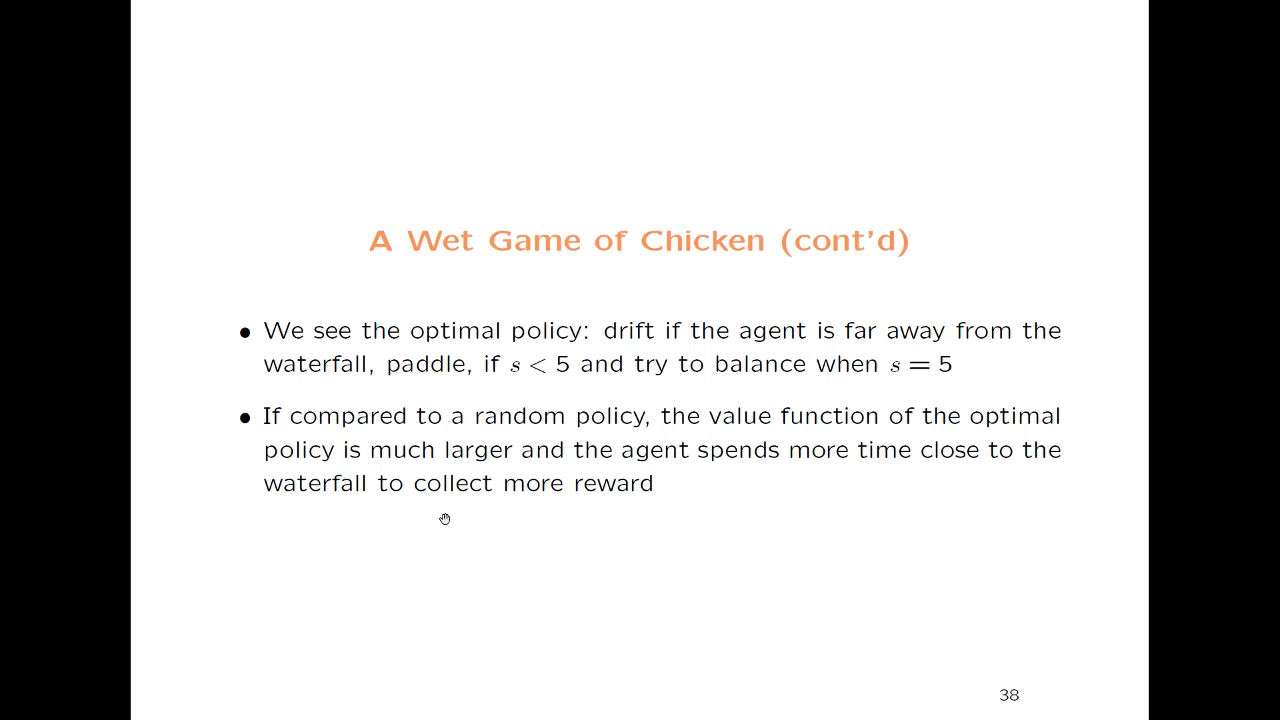 A Wet Game of Chicken (cont'd)
• We see the optimal policy: drift if the agent is far away from the
waterfall, paddle, if s < 5 and try to balance when s = 5
• If compared to a random policy, the value function of the optimal
policy is much larger and the agent spends more time close to the
waterfall to collect more reward
38